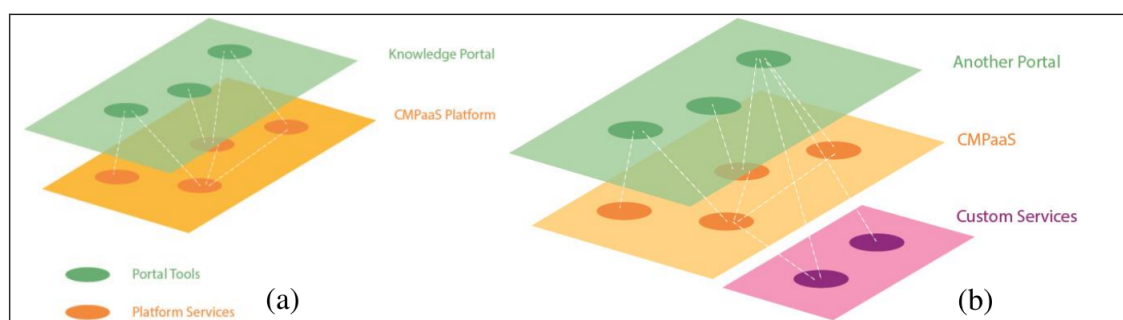 Knowledge Portal
CMPaaS Platform
Portal Tools
Platform Services
(a)
Another Portal
CMPaaS
Custom Services
(b)